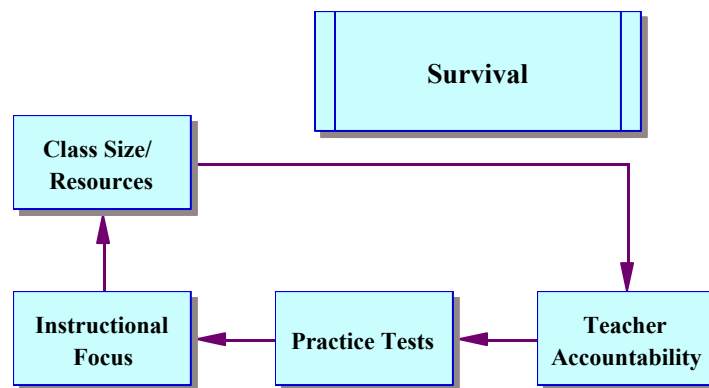 Survival
Class Size/
Resources
Instructional
Focus
Practice Tests
Teacher
Accountability